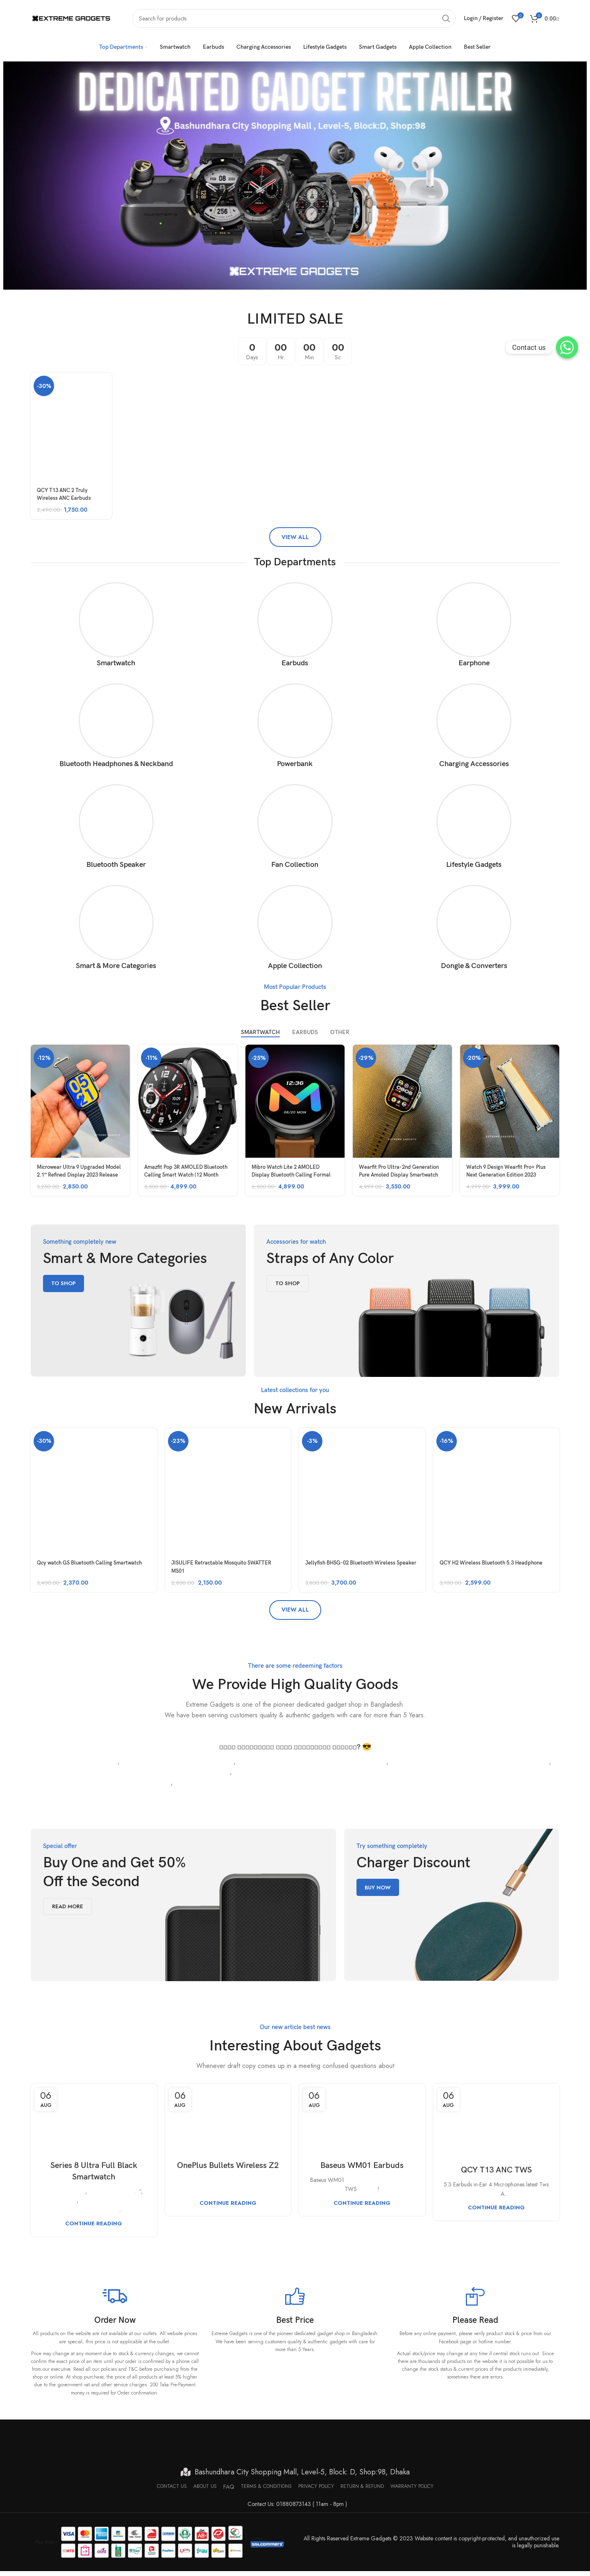 EXTREME GADGETS
Search for products
Login / Register
0
0
0.00
Top Departments
Smartwatch
Earbuds
Charging Accessories
Lifestyle Gadgets
Smart Gadgets
Apple Collection
Best Seller
DEDICATED GADGET RETAILER
Bashundhara City Shopping Mall , Level-5, Block:D, Shop:98
EXTREME GADGETS
LIMITED SALE
0 00 00 00
Days Hr Min Sc
Contact us
-30%
QCY T13 ANC 2 Truly
Wireless ANC Earbuds
2,490.00 1,750.00
VIEW ALL
Top Departments
Smartwatch
Earbuds
Earphone
Bluetooth Headphones & Neckband
Powerbank
Charging Accessories
Bluetooth Speaker
Fan Collection
Lifestyle Gadgets
Smart & More Categories
Apple Collection
Dongle & Converters
Most Popular Products
Best Seller
SMARTWATCH
EARBUDS
OTHER
-12%
Microwear Ultra 9 Upgraded Model
2.1" Refined Display 2023 Release
2,850.00
-11%
Amazfit Pop 3R AMOLED Bluetooth
Calling Smart Watch (12 Month
4,899.00
-25%
Mibro Watch Lite 2 AMOLED
Display Bluetooth Calling Formal
4,899.00
-29%
Wearfit Pro Ultra-2nd Generation
Pure Amoled Display Smartwatch
4,999.00 3,550.00
-20%
Watch 9 Design Wearfit Pro+ Plus
Next Generation Edition 2023
4,999.00 3,999.00
Something completely new
Smart & More Categories
TO SHOP
Accessories for watch
Straps of Any Color
TO SHOP
Latest collections for you
New Arrivals
-30%
Qcy watch GS Bluetooth Calling Smartwatch
2,370.00
-23%
JISULIFE Retractable Mosquito SWATTER
MS01
2,150.00
-3%
Jellyfish BHSG-02 Bluetooth Wireless Speaker
3,700.00
-16%
QCY H2 Wireless Bluetooth 5.3 Headphone
2,599.00
VIEW ALL
There are some redeeming factors
We Provide High Quality Goods
Extreme Gadgets is one of the pioneer dedicated gadget shop in Bangladesh.
We have been serving customers quality & authentic gadgets with care for more than 5 Years.
? 😎
Special offer
Buy One and Get 50%
Off the Second
READ MORE
Try something completely
Charger Discount
BUY NOW
Our new article best news
Interesting About Gadgets
Whenever draft copy comes up in a meeting confused questions about
06
AUG
Series 8 Ultra Full Black
Smartwatch
CONTINUE READING
06
AUG
OnePlus Bullets Wireless Z2
CONTINUE READING
06
AUG
Baseus WM01 Earbuds
Baseus WM01
TWS
CONTINUE READING
06
AUG
QCY T13 ANC TWS
5.3 Earbuds in-Ear 4 Microphones latest Tws
A...
CONTINUE READING
Order Now
All products on the website are not available at our outlets. All website prices
are special, this price is not applicable at the outlet.
Price may change at any moment due to stock & currency changes, we cannot
confirm the exact price of an item until your order is confirmed by a phone call
from our executive. Read all our policies and T&C before purchasing from the
shop or online. At shop purchase, the price of all products at least 5% higher
due to the government vat and other service charges. 200 Taka Pre-Payment
money is required for Order confirmation.
Best Price
Extreme Gadgets is one of the pioneer dedicated gadget shop in Bangladesh.
We have been serving customers quality & authentic gadgets with care for
more than 5 Years.
Please Read
Before any online payment, please verify product stock & price from our
Facebook page or hotline number.
Actual stock/price may change at any time if central stock runs out. Since
there are thousands of products on the website it is not possible for us to
change the stock status & current prices of the products immediately,
sometimes there are errors.
Bashundhara City Shopping Mall, Level-5, Block: D, Shop:98, Dhaka
CONTACT US
ABOUT US
FAQ
TERMS & CONDITIONS
PRIVACY POLICY
RETURN & REFUND
WARRANTY POLICY
Contact Us: 01880873143 ( 11am - 8pm )
VISA
All Rights Reserved Extreme Gadgets © 2023 Website content is copyright-protected, and unauthorized use
is legally punishable.